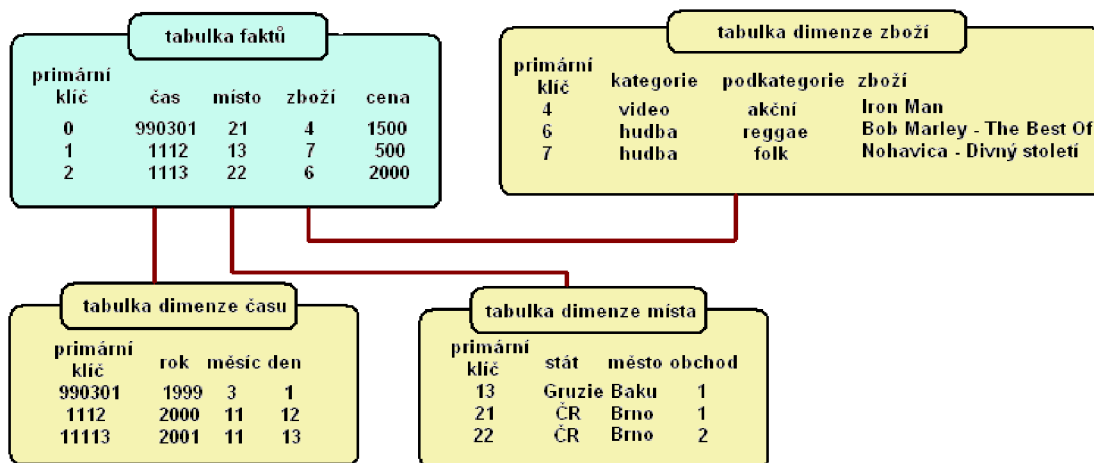 tabulka faktů
primární klíč čas místo zboží cena
0 990301 21 4 1500
1 1112 13 7 500
2 1113 22 6 2000
tabulka dimenze zboží
primární klíč kategorie podkategorie zboží
4 video akční Iron Man
6 hudba reggae Bob Marley - The Best Of
7 hudba folk Nohavica - Divný století
tabulka dimenze času
primární klíč rok měsíc den
990301 1999 3 1
1112 2000 11 12
11113 2001 11 13
tabulka dimenze místa
primární klíč stát město obchod
13 Gruzie Baku 1
21 ČR Brno 1
22 ČR Brno 2